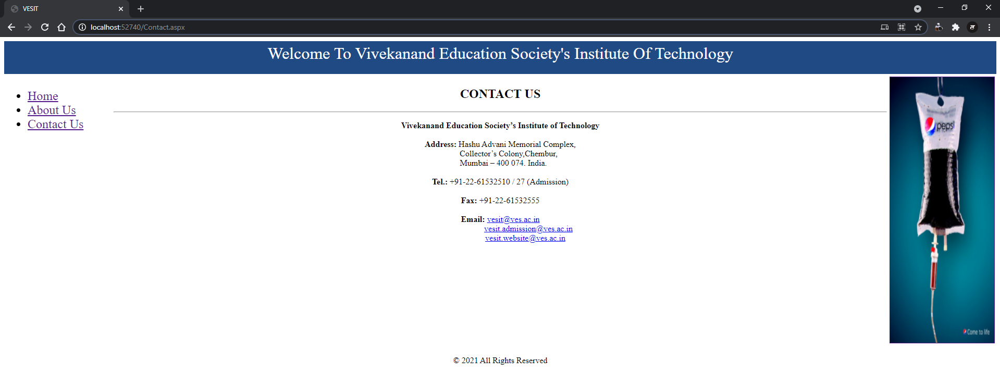 VESIT
localhost:52740/Contact.aspx
Welcome To Vivekanand Education Society's Institute Of Technology
Home
About Us
Contact Us
CONTACT US
Vivekanand Education Society’s Institute of Technology
Address: Hashu Advani Memorial Complex,
Collector’s Colony,Chembur,
Mumbai – 400 074. India.
Tel.: +91-22-61532510 / 27 (Admission)
Fax: +91-22-61532555
Email: vesit@ves.ac.in
vesit.admission@ves.ac.in
vesit.website@ves.ac.in
pepsi
Come to life
© 2021 All Rights Reserved